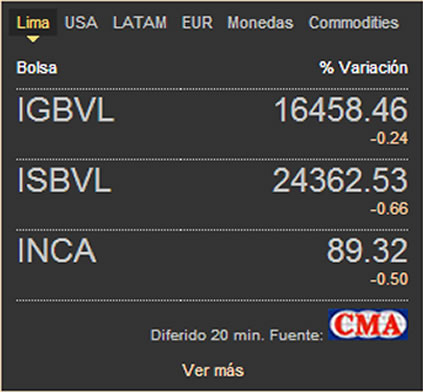 Lima USA LATAM EUR Monedas Commodities
Bolsa % Variación
IGBVL 16458.46
-0.24
ISBVL 24362.53
-0.66
INCA 89.32
-0.50
Diferido 20 min. Fuente: CMA
Ver más